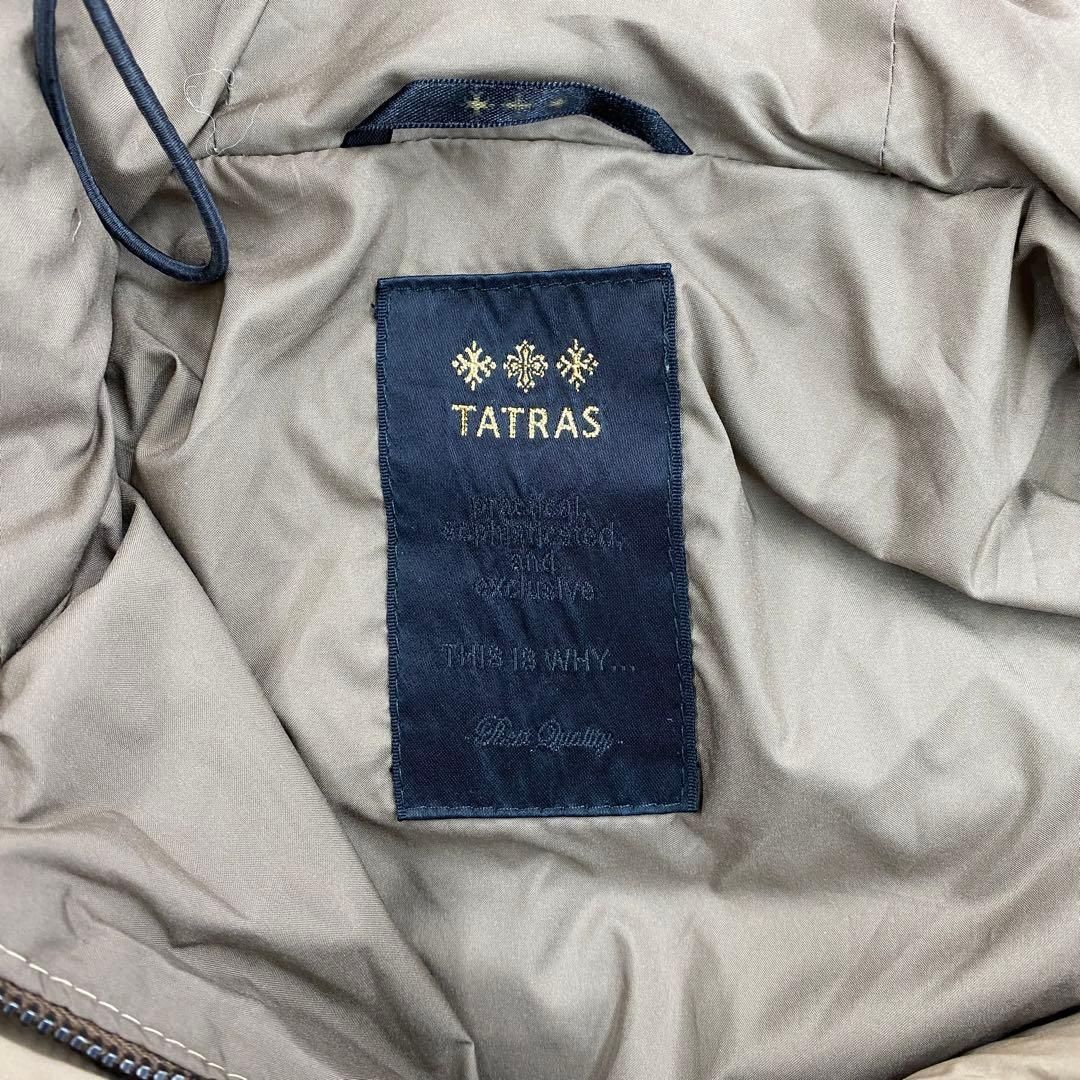 TATRAS
practical,
sophisticated,
and
exclusive
THIS IS WHY...
Best Quality